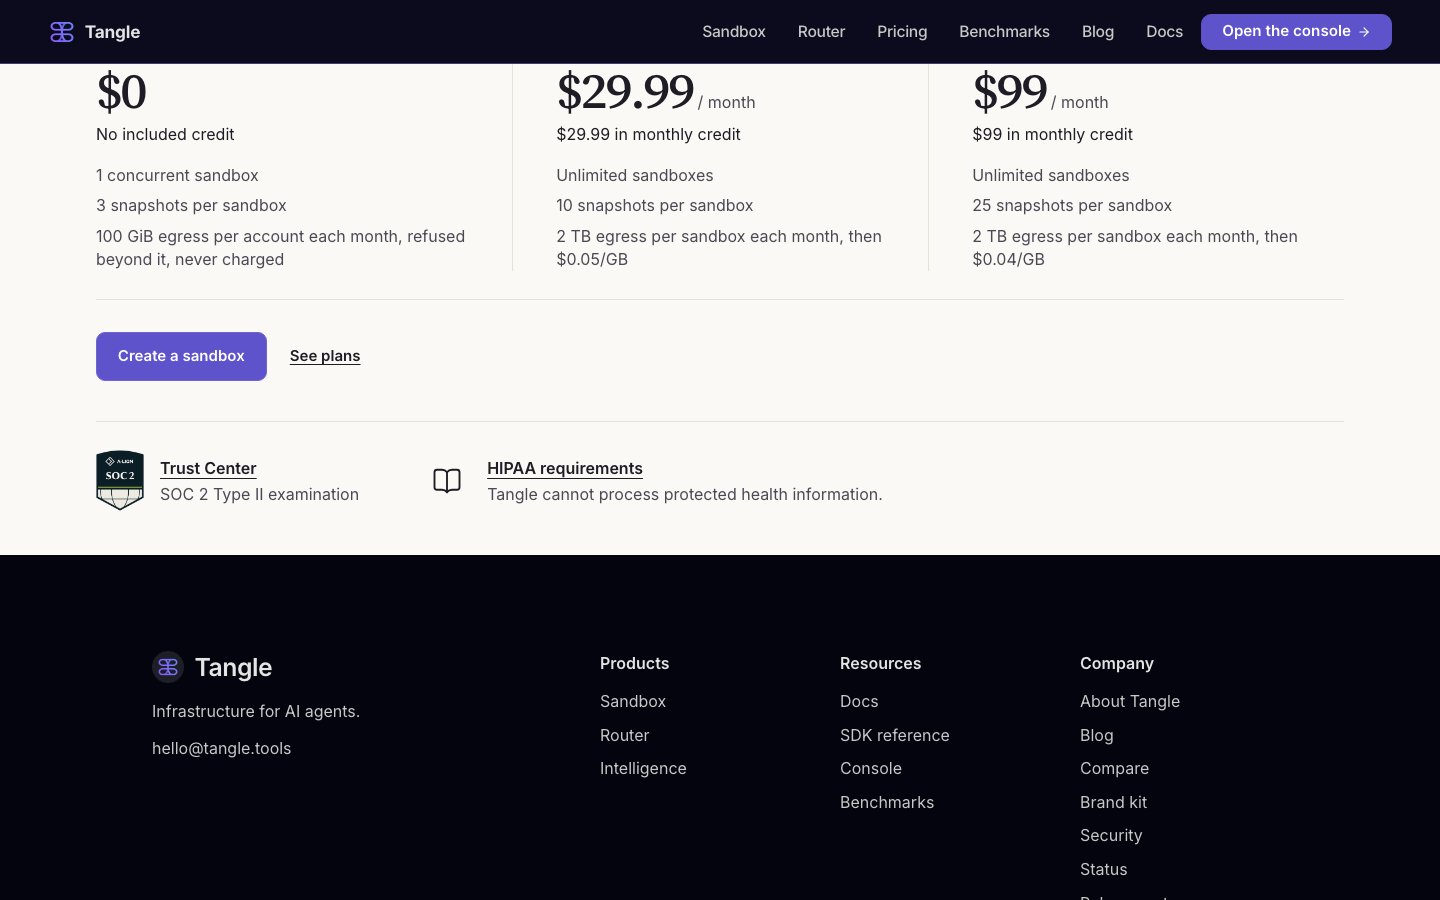 Tangle
Sandbox
Router
Pricing
Benchmarks
Blog
Docs
Open the console →
$0
No included credit
1 concurrent sandbox
3 snapshots per sandbox
100 GiB egress per account each month, refused
beyond it, never charged
$29.99 / month
$29.99 in monthly credit
Unlimited sandboxes
10 snapshots per sandbox
2 TB egress per sandbox each month, then
$0.05/GB
$99 / month
$99 in monthly credit
Unlimited sandboxes
25 snapshots per sandbox
2 TB egress per sandbox each month, then
$0.04/GB
Create a sandbox
See plans
A-LIGN
SOC 2
Trust Center
SOC 2 Type II examination
HIPAA requirements
Tangle cannot process protected health information.
Tangle
Infrastructure for AI agents.
hello@tangle.tools
Products
Sandbox
Router
Intelligence
Resources
Docs
SDK reference
Console
Benchmarks
Company
About Tangle
Blog
Compare
Brand kit
Security
Status